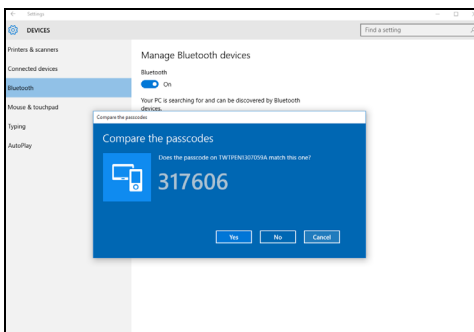 Settings
DEVICES
Find a setting
Printers & scanners
Connected devices
Bluetooth
Mouse & touchpad
Typing
AutoPlay
Manage Bluetooth devices
Bluetooth
On
Your PC is searching for and can be discovered by Bluetooth
devices.
Compare the passcodes
Compare the passcodes
Does the passcode on match this one?
317606
Yes
No
Cancel